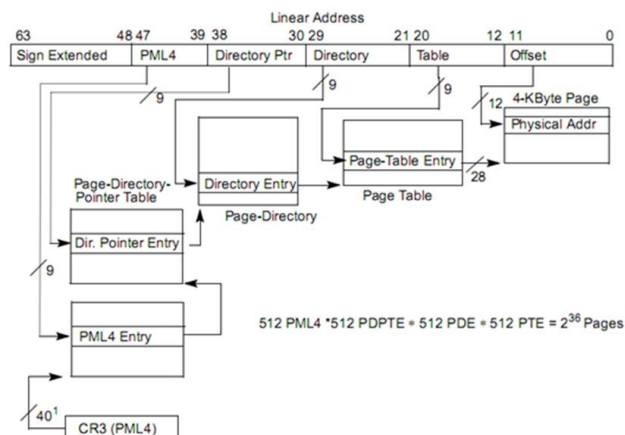 Linear Address
63 48 47 39 38 30 29 21 20 12 11 0
Sign Extended PML4 Directory Ptr Directory Table Offset
9 9 9 12 4-KByte Page
Physical Addr
Page-Table Entry
28
Page Table
Directory Entry
Page-Directory
Page-Directory-
Pointer Table
Dir. Pointer Entry
9
512 PML4 *512 PDPTE * 512 PDE * 512 PTE = 2³⁶ Pages
PML4 Entry
40¹
CR3 (PML4)